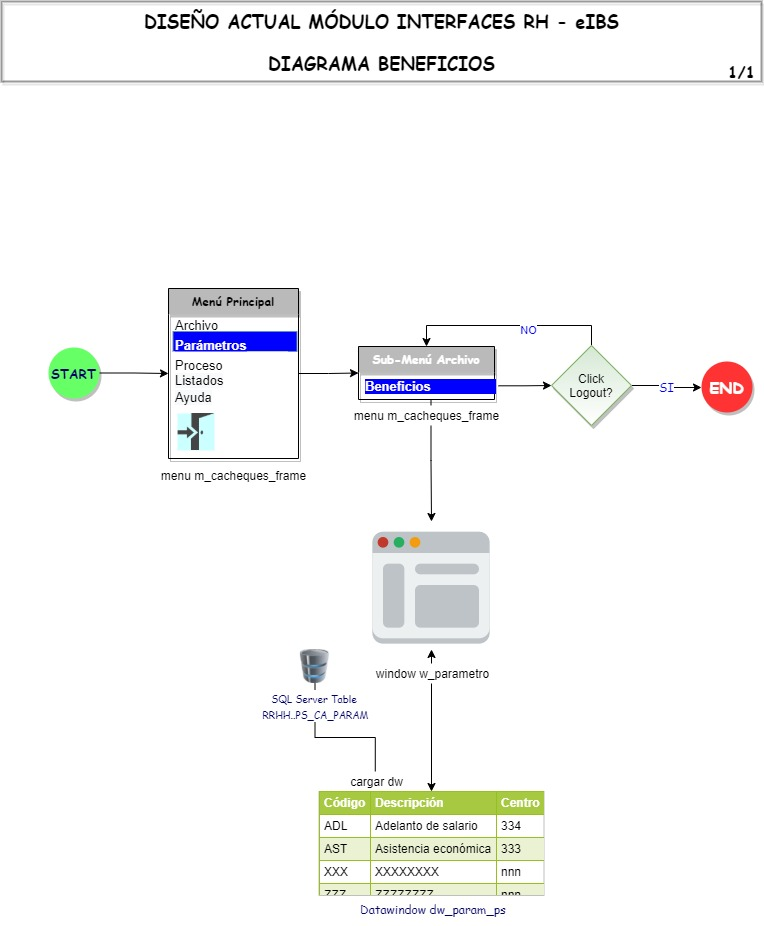 DISEÑO ACTUAL MÓDULO INTERFACES RH - eIBS
DIAGRAMA BENEFICIOS
1/1
Menú Principal
Archivo
Parámetros
Proceso
Listados
Ayuda
menu m_cacheques_frame
START
Sub-Menú Archivo
Beneficios
menu m_cacheques_frame
NO
Click
Logout?
SI
END
window w_parametro
SQL Server Table
RRHH..PS_CA_PARAM
cargar dw
Código Descripción Centro
ADL Adelanto de salario 334
AST Asistencia económica 333
XXX XXXXXXXX nnn
ZZZ ZZZZZZZZ nnn
Datawindow dw_param_ps